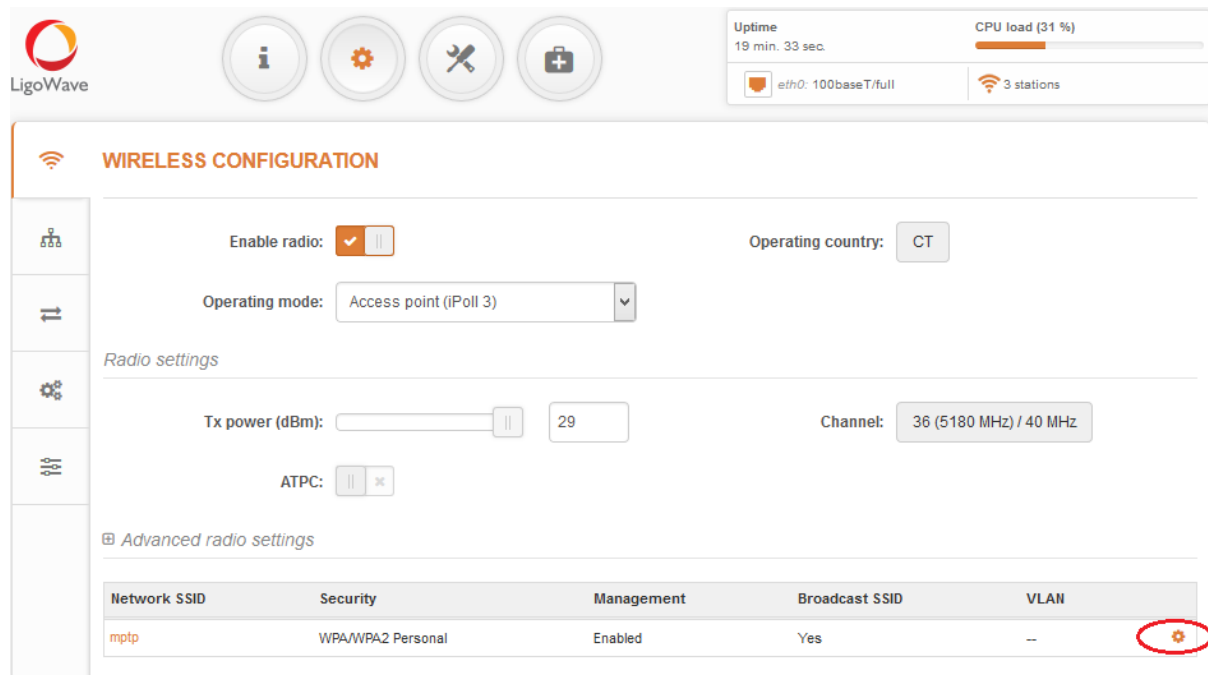 LigoWave
Uptime
19 min. 33 sec.
CPU load (31 %)
eth0: 100baseT/full
3 stations
WIRELESS CONFIGURATION
Enable radio:
Operating country: CT
Operating mode: Access point (iPoll 3)
Radio settings
Tx power (dBm): 29
Channel: 36 (5180 MHz) / 40 MHz
ATPC:
Advanced radio settings
Network SSID Security Management Broadcast SSID VLAN
mptp WPA/WPA2 Personal Enabled Yes --